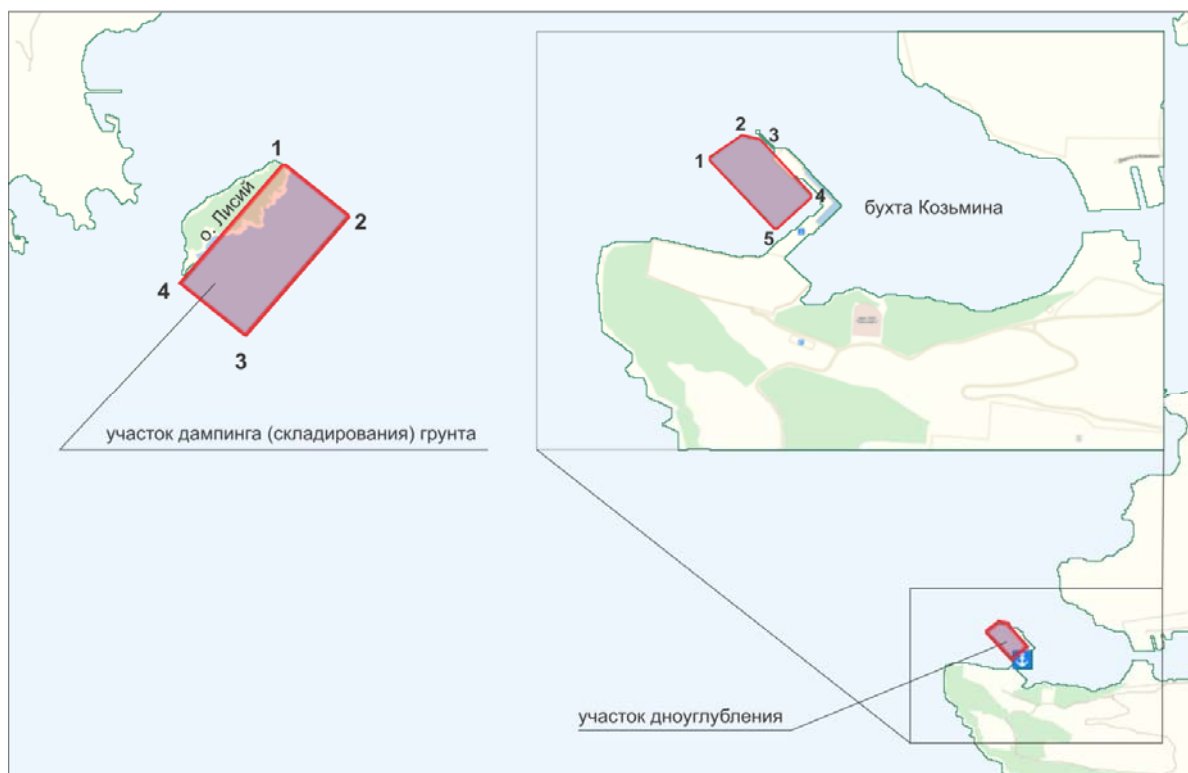 1
о. Лисий
2
4
3
участок дампинга (складирования) грунта
2
3
1
4
5
бухта Козьмина
участок дноуглубления